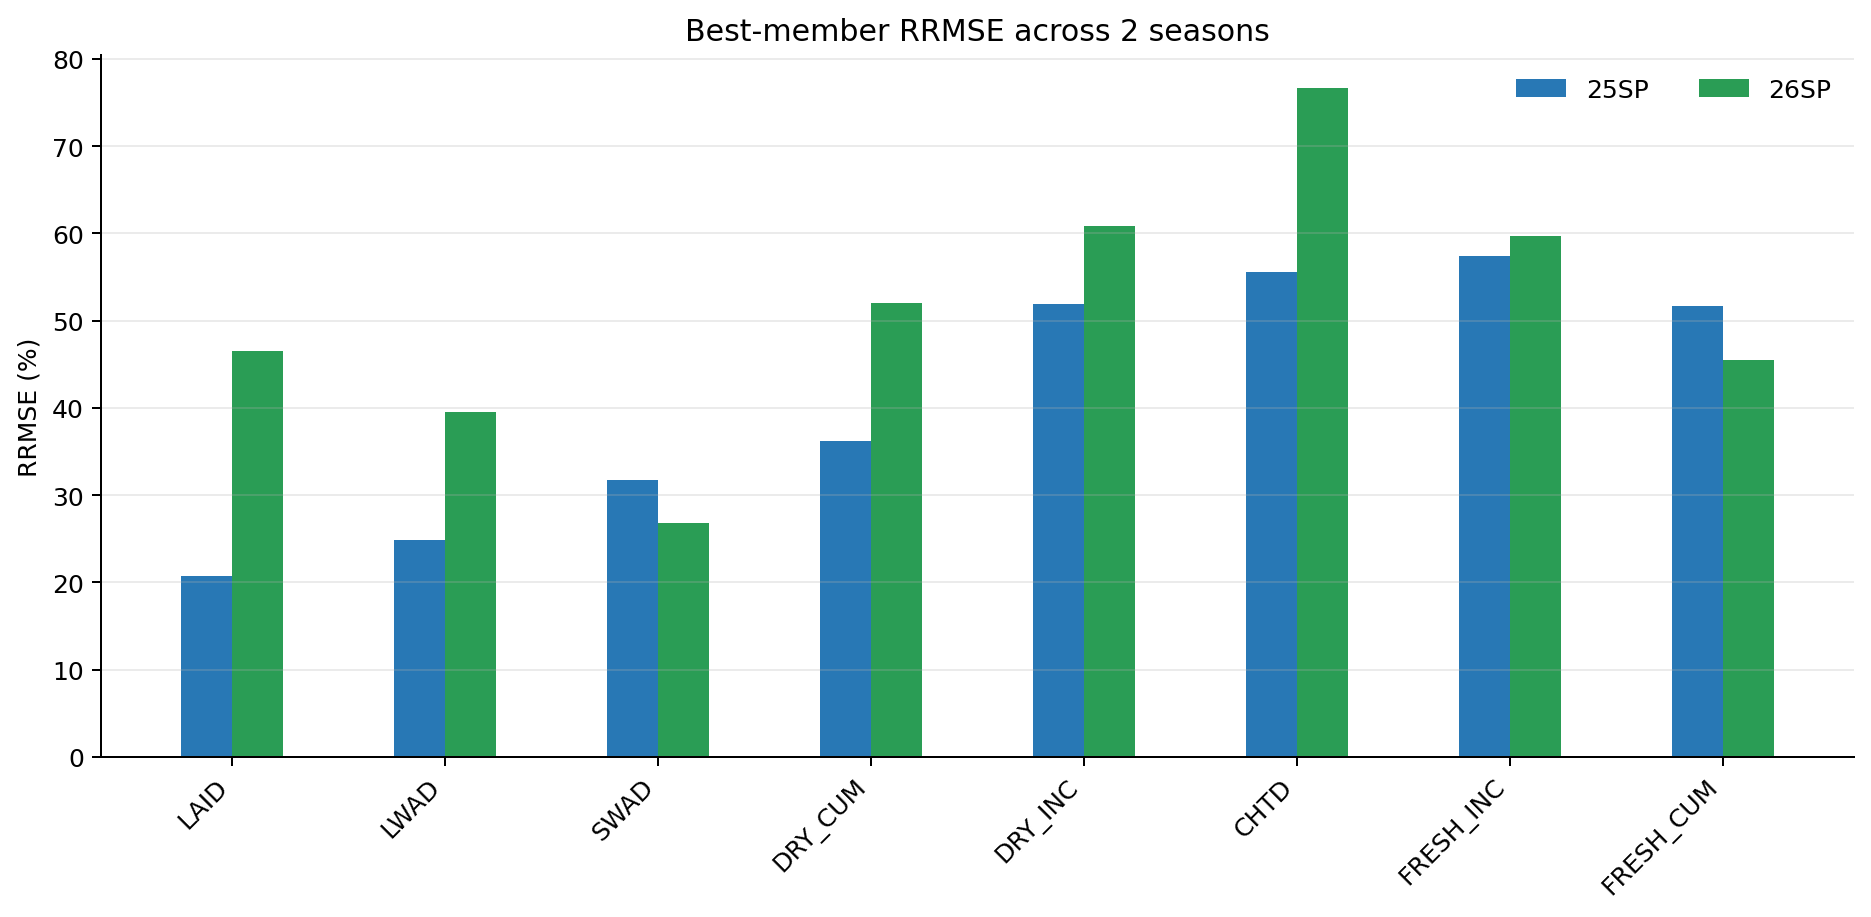 Best-member RRMSE across 2 seasons
25SP 26SP
RRMSE (%)
80
70
60
50
40
30
20
10
0
LAID
LWAD
SWAD
DRY_CUM
DRY_INC
CHTD
FRESH_INC
FRESH_CUM